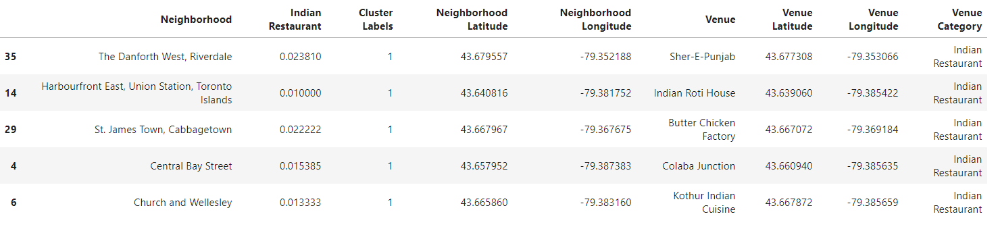 Neighborhood Indian Restaurant Cluster Labels Neighborhood Latitude Neighborhood Longitude Venue Venue Latitude Venue Longitude Venue Category
35 The Danforth West, Riverdale 0.023810 1 43.679557 -79.352188 Sher-E-Punjab 43.677308 -79.353066 Indian Restaurant
14 Harbourfront East, Union Station, Toronto Islands 0.010000 1 43.640816 -79.381752 Indian Roti House 43.639060 -79.385422 Indian Restaurant
29 St. James Town, Cabbagetown 0.022222 1 43.667967 -79.367675 Butter Chicken Factory 43.667072 -79.369184 Indian Restaurant
4 Central Bay Street 0.015385 1 43.657952 -79.387383 Colaba Junction 43.660940 -79.385635 Indian Restaurant
6 Church and Wellesley 0.013333 1 43.665860 -79.383160 Kothur Indian Cuisine 43.667872 -79.385659 Indian Restaurant